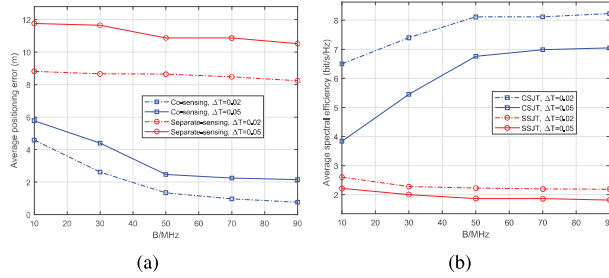 Average positioning error (m)
12
10
8
6
4
2
0
10
20
30
40
50
60
70
80
90
B/MHz
Co-sensing, ΔT=0.02
Co-sensing, ΔT=0.05
Separate-sensing, ΔT=0.02
Separate-sensing, ΔT=0.05
(a)
Average spectral efficiency (bit/s/Hz)
8
7
6
5
4
3
2
10
20
30
40
50
60
70
80
90
B/MHz
CSJT, ΔT=0.02
CSJT, ΔT=0.05
SSJT, ΔT=0.02
SSJT, ΔT=0.05
(b)